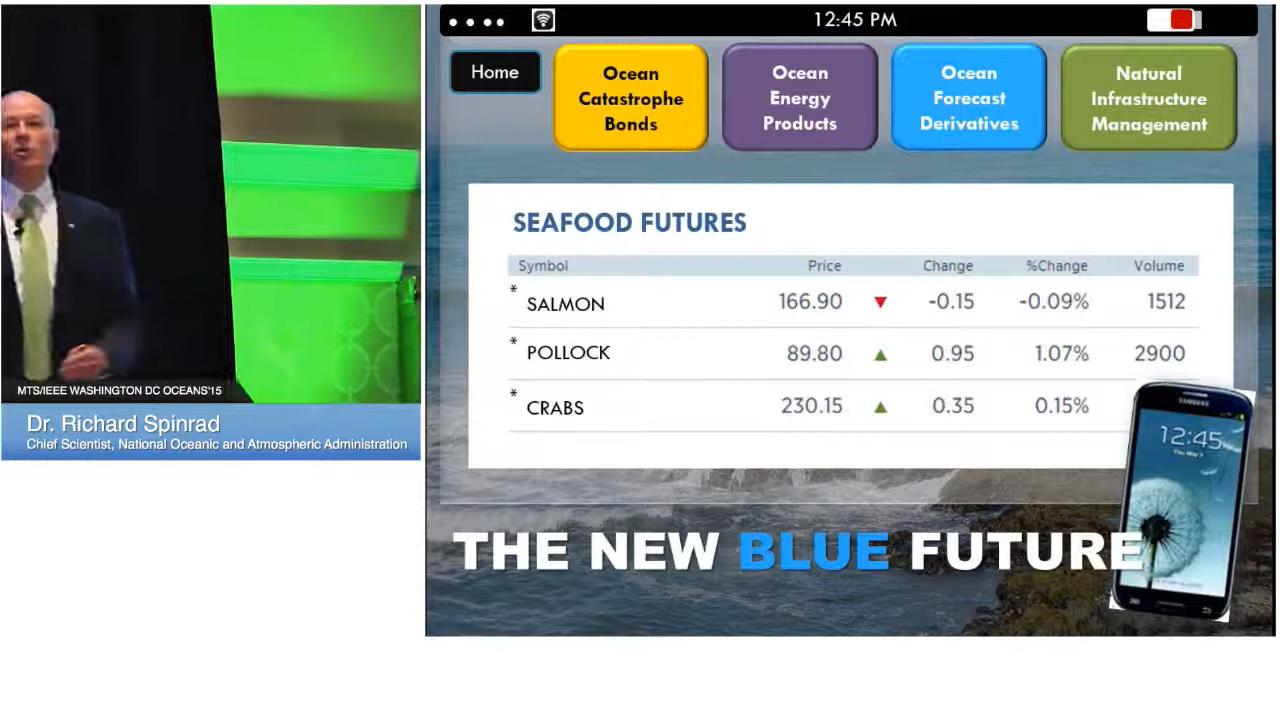 MTS/IEEE WASHINGTON DC OCEANS'15
Dr. Richard Spinrad
Chief Scientist, National Oceanic and Atmospheric Administration
12:45 PM
Home
Ocean
Catastrophe
Bonds
Ocean
Energy
Products
Ocean
Forecast
Derivatives
Natural
Infrastructure
Management
SEAFOOD FUTURES
Symbol Price Change %Change Volume
* SALMON 166.90 ▼ -0.15 -0.09% 1512
* POLLOCK 89.80 ▲ 0.95 1.07% 2900
* CRABS 230.15 ▲ 0.35 0.15%
SAMSUNG
12:45
THE NEW BLUE FUTURE